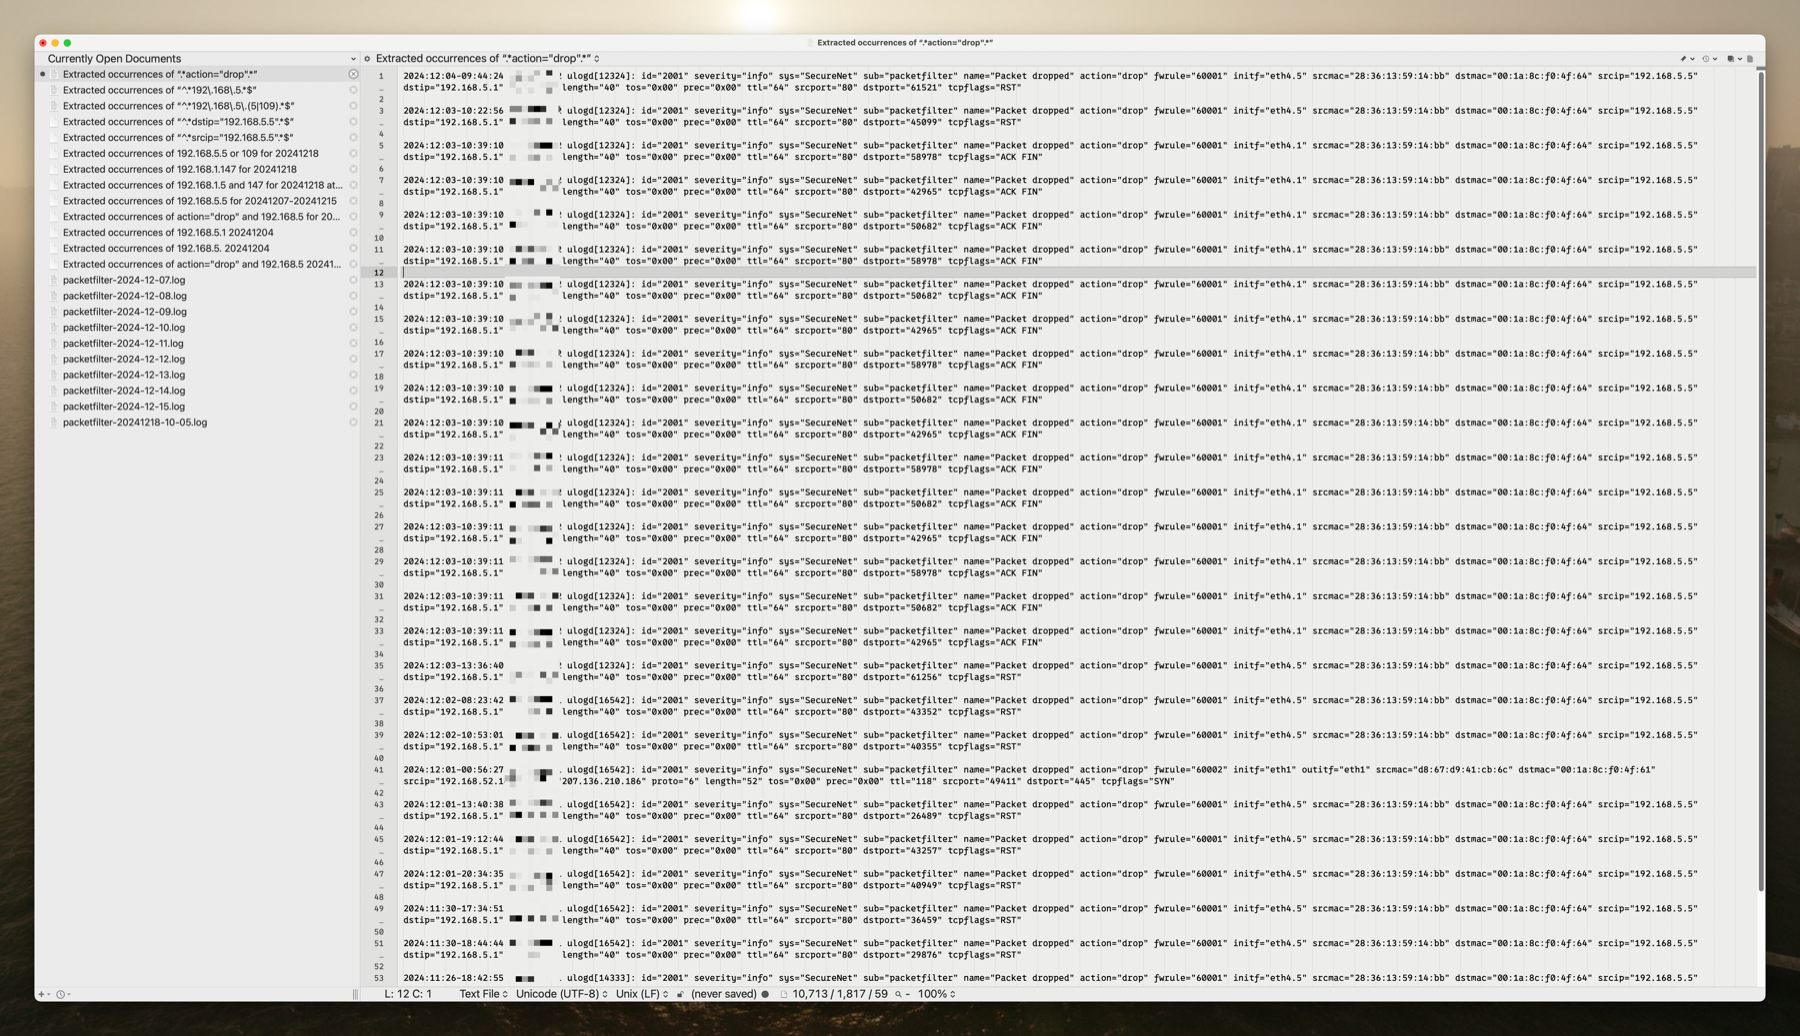 Extracted occurrences of “.*action="drop".*”
Currently Open Documents
Extracted occurrences of “.*action="drop".*”
Extracted occurrences of “^.*192\.168\.5.*$”
Extracted occurrences of “^.*192\.168\.5\.(5|109).*$”
Extracted occurrences of “^.*dstip="192.168.5.5".*$”
Extracted occurrences of “^.*srcip="192.168.5.5".*$”
Extracted occurrences of 192.168.5.5 or 109 for 20241218
Extracted occurrences of 192.168.1.147 for 20241218
Extracted occurrences of 192.168.1.5 and 147 for 20241218 at...
Extracted occurrences of 192.168.5.5 for 20241207-20241215
Extracted occurrences of action="drop" and 192.168.5 for 20...
Extracted occurrences of 192.168.5.1 20241204
Extracted occurrences of 192.168.5. 20241204
Extracted occurrences of action="drop" and 192.168.5 20241...
packetfilter-2024-12-07.log
packetfilter-2024-12-08.log
packetfilter-2024-12-09.log
packetfilter-2024-12-10.log
packetfilter-2024-12-11.log
packetfilter-2024-12-12.log
packetfilter-2024-12-13.log
packetfilter-2024-12-14.log
packetfilter-2024-12-15.log
packetfilter-20241218-10-05.log
Extracted occurrences of “.*action="drop".*”
1 2024:12:04-09:44:24 ulogd[12324]: id="2001" severity="info" sys="SecureNet" sub="packetfilter" name="Packet dropped" action="drop" fwrule="60001" initf="eth4.5" srcmac="28:36:13:59:14:bb" dstmac="00:1a:8c:f0:4f:64" srcip="192.168.5.5"
dstip="192.168.5.1" length="40" tos="0x00" prec="0x00" ttl="64" srcport="80" dstport="61521" tcpflags="RST"
2
3 2024:12:03-10:22:56 ulogd[12324]: id="2001" severity="info" sys="SecureNet" sub="packetfilter" name="Packet dropped" action="drop" fwrule="60001" initf="eth4.5" srcmac="28:36:13:59:14:bb" dstmac="00:1a:8c:f0:4f:64" srcip="192.168.5.5"
dstip="192.168.5.1" length="40" tos="0x00" prec="0x00" ttl="64" srcport="80" dstport="45099" tcpflags="RST"
4
5 2024:12:03-10:39:10 ulogd[12324]: id="2001" severity="info" sys="SecureNet" sub="packetfilter" name="Packet dropped" action="drop" fwrule="60001" initf="eth4.1" srcmac="28:36:13:59:14:bb" dstmac="00:1a:8c:f0:4f:64" srcip="192.168.5.5"
dstip="192.168.5.1" length="40" tos="0x00" prec="0x00" ttl="64" srcport="80" dstport="58978" tcpflags="ACK FIN"
6
7 2024:12:03-10:39:10 ulogd[12324]: id="2001" severity="info" sys="SecureNet" sub="packetfilter" name="Packet dropped" action="drop" fwrule="60001" initf="eth4.1" srcmac="28:36:13:59:14:bb" dstmac="00:1a:8c:f0:4f:64" srcip="192.168.5.5"
dstip="192.168.5.1" length="40" tos="0x00" prec="0x00" ttl="64" srcport="80" dstport="42965" tcpflags="ACK FIN"
8
9 2024:12:03-10:39:10 ulogd[12324]: id="2001" severity="info" sys="SecureNet" sub="packetfilter" name="Packet dropped" action="drop" fwrule="60001" initf="eth4.1" srcmac="28:36:13:59:14:bb" dstmac="00:1a:8c:f0:4f:64" srcip="192.168.5.5"
dstip="192.168.5.1" length="40" tos="0x00" prec="0x00" ttl="64" srcport="80" dstport="50682" tcpflags="ACK FIN"
10
11 2024:12:03-10:39:10 ulogd[12324]: id="2001" severity="info" sys="SecureNet" sub="packetfilter" name="Packet dropped" action="drop" fwrule="60001" initf="eth4.1" srcmac="28:36:13:59:14:bb" dstmac="00:1a:8c:f0:4f:64" srcip="192.168.5.5"
dstip="192.168.5.1" length="40" tos="0x00" prec="0x00" ttl="64" srcport="80" dstport="58978" tcpflags="ACK FIN"
12
13 2024:12:03-10:39:10 ulogd[12324]: id="2001" severity="info" sys="SecureNet" sub="packetfilter" name="Packet dropped" action="drop" fwrule="60001" initf="eth4.1" srcmac="28:36:13:59:14:bb" dstmac="00:1a:8c:f0:4f:64" srcip="192.168.5.5"
dstip="192.168.5.1" length="40" tos="0x00" prec="0x00" ttl="64" srcport="80" dstport="50682" tcpflags="ACK FIN"
14
15 2024:12:03-10:39:10 ulogd[12324]: id="2001" severity="info" sys="SecureNet" sub="packetfilter" name="Packet dropped" action="drop" fwrule="60001" initf="eth4.1" srcmac="28:36:13:59:14:bb" dstmac="00:1a:8c:f0:4f:64" srcip="192.168.5.5"
dstip="192.168.5.1" length="40" tos="0x00" prec="0x00" ttl="64" srcport="80" dstport="42965" tcpflags="ACK FIN"
16
17 2024:12:03-10:39:10 ulogd[12324]: id="2001" severity="info" sys="SecureNet" sub="packetfilter" name="Packet dropped" action="drop" fwrule="60001" initf="eth4.1" srcmac="28:36:13:59:14:bb" dstmac="00:1a:8c:f0:4f:64" srcip="192.168.5.5"
dstip="192.168.5.1" length="40" tos="0x00" prec="0x00" ttl="64" srcport="80" dstport="58978" tcpflags="ACK FIN"
18
19 2024:12:03-10:39:10 ulogd[12324]: id="2001" severity="info" sys="SecureNet" sub="packetfilter" name="Packet dropped" action="drop" fwrule="60001" initf="eth4.1" srcmac="28:36:13:59:14:bb" dstmac="00:1a:8c:f0:4f:64" srcip="192.168.5.5"
dstip="192.168.5.1" length="40" tos="0x00" prec="0x00" ttl="64" srcport="80" dstport="50682" tcpflags="ACK FIN"
20
21 2024:12:03-10:39:10 ulogd[12324]: id="2001" severity="info" sys="SecureNet" sub="packetfilter" name="Packet dropped" action="drop" fwrule="60001" initf="eth4.1" srcmac="28:36:13:59:14:bb" dstmac="00:1a:8c:f0:4f:64" srcip="192.168.5.5"
dstip="192.168.5.1" length="40" tos="0x00" prec="0x00" ttl="64" srcport="80" dstport="42965" tcpflags="ACK FIN"
22
23 2024:12:03-10:39:11 ulogd[12324]: id="2001" severity="info" sys="SecureNet" sub="packetfilter" name="Packet dropped" action="drop" fwrule="60001" initf="eth4.1" srcmac="28:36:13:59:14:bb" dstmac="00:1a:8c:f0:4f:64" srcip="192.168.5.5"
dstip="192.168.5.1" length="40" tos="0x00" prec="0x00" ttl="64" srcport="80" dstport="58978" tcpflags="ACK FIN"
24
25 2024:12:03-10:39:11 ulogd[12324]: id="2001" severity="info" sys="SecureNet" sub="packetfilter" name="Packet dropped" action="drop" fwrule="60001" initf="eth4.1" srcmac="28:36:13:59:14:bb" dstmac="00:1a:8c:f0:4f:64" srcip="192.168.5.5"
dstip="192.168.5.1" length="40" tos="0x00" prec="0x00" ttl="64" srcport="80" dstport="50682" tcpflags="ACK FIN"
26
27 2024:12:03-10:39:11 ulogd[12324]: id="2001" severity="info" sys="SecureNet" sub="packetfilter" name="Packet dropped" action="drop" fwrule="60001" initf="eth4.1" srcmac="28:36:13:59:14:bb" dstmac="00:1a:8c:f0:4f:64" srcip="192.168.5.5"
dstip="192.168.5.1" length="40" tos="0x00" prec="0x00" ttl="64" srcport="80" dstport="42965" tcpflags="ACK FIN"
28
29 2024:12:03-10:39:11 ulogd[12324]: id="2001" severity="info" sys="SecureNet" sub="packetfilter" name="Packet dropped" action="drop" fwrule="60001" initf="eth4.1" srcmac="28:36:13:59:14:bb" dstmac="00:1a:8c:f0:4f:64" srcip="192.168.5.5"
dstip="192.168.5.1" length="40" tos="0x00" prec="0x00" ttl="64" srcport="80" dstport="58978" tcpflags="ACK FIN"
30
31 2024:12:03-10:39:11 ulogd[12324]: id="2001" severity="info" sys="SecureNet" sub="packetfilter" name="Packet dropped" action="drop" fwrule="60001" initf="eth4.1" srcmac="28:36:13:59:14:bb" dstmac="00:1a:8c:f0:4f:64" srcip="192.168.5.5"
dstip="192.168.5.1" length="40" tos="0x00" prec="0x00" ttl="64" srcport="80" dstport="50682" tcpflags="ACK FIN"
32
33 2024:12:03-10:39:11 ulogd[12324]: id="2001" severity="info" sys="SecureNet" sub="packetfilter" name="Packet dropped" action="drop" fwrule="60001" initf="eth4.1" srcmac="28:36:13:59:14:bb" dstmac="00:1a:8c:f0:4f:64" srcip="192.168.5.5"
dstip="192.168.5.1" length="40" tos="0x00" prec="0x00" ttl="64" srcport="80" dstport="42965" tcpflags="ACK FIN"
34
35 2024:12:03-13:36:40 ulogd[12324]: id="2001" severity="info" sys="SecureNet" sub="packetfilter" name="Packet dropped" action="drop" fwrule="60001" initf="eth4.5" srcmac="28:36:13:59:14:bb" dstmac="00:1a:8c:f0:4f:64" srcip="192.168.5.5"
dstip="192.168.5.1" length="40" tos="0x00" prec="0x00" ttl="64" srcport="80" dstport="61256" tcpflags="RST"
36
37 2024:12:02-08:23:42 ulogd[16542]: id="2001" severity="info" sys="SecureNet" sub="packetfilter" name="Packet dropped" action="drop" fwrule="60001" initf="eth4.5" srcmac="28:36:13:59:14:bb" dstmac="00:1a:8c:f0:4f:64" srcip="192.168.5.5"
dstip="192.168.5.1" length="40" tos="0x00" prec="0x00" ttl="64" srcport="80" dstport="43352" tcpflags="RST"
38
39 2024:12:02-10:53:01 ulogd[16542]: id="2001" severity="info" sys="SecureNet" sub="packetfilter" name="Packet dropped" action="drop" fwrule="60001" initf="eth4.5" srcmac="28:36:13:59:14:bb" dstmac="00:1a:8c:f0:4f:64" srcip="192.168.5.5"
dstip="192.168.5.1" length="40" tos="0x00" prec="0x00" ttl="64" srcport="80" dstport="40355" tcpflags="RST"
40
41 2024:12:01-00:56:27 ulogd[16542]: id="2001" severity="info" sys="SecureNet" sub="packetfilter" name="Packet dropped" action="drop" fwrule="60002" initf="eth1" outitf="eth1" srcmac="d8:67:d9:41:cb:6c" dstmac="00:1a:8c:f0:4f:61"
srcip="192.168.52.1 207.136.210.186" proto="6" length="52" tos="0x00" prec="0x00" ttl="118" srcport="49411" dstport="445" tcpflags="SYN"
42
43 2024:12:01-13:40:38 ulogd[16542]: id="2001" severity="info" sys="SecureNet" sub="packetfilter" name="Packet dropped" action="drop" fwrule="60001" initf="eth4.5" srcmac="28:36:13:59:14:bb" dstmac="00:1a:8c:f0:4f:64" srcip="192.168.5.5"
dstip="192.168.5.1" length="40" tos="0x00" prec="0x00" ttl="64" srcport="80" dstport="26489" tcpflags="RST"
44
45 2024:12:01-19:12:44 ulogd[16542]: id="2001" severity="info" sys="SecureNet" sub="packetfilter" name="Packet dropped" action="drop" fwrule="60001" initf="eth4.5" srcmac="28:36:13:59:14:bb" dstmac="00:1a:8c:f0:4f:64" srcip="192.168.5.5"
dstip="192.168.5.1" length="40" tos="0x00" prec="0x00" ttl="64" srcport="80" dstport="43257" tcpflags="RST"
46
47 2024:12:01-20:34:35 ulogd[16542]: id="2001" severity="info" sys="SecureNet" sub="packetfilter" name="Packet dropped" action="drop" fwrule="60001" initf="eth4.5" srcmac="28:36:13:59:14:bb" dstmac="00:1a:8c:f0:4f:64" srcip="192.168.5.5"
dstip="192.168.5.1" length="40" tos="0x00" prec="0x00" ttl="64" srcport="80" dstport="40949" tcpflags="RST"
48
49 2024:11:30-17:34:51 ulogd[16542]: id="2001" severity="info" sys="SecureNet" sub="packetfilter" name="Packet dropped" action="drop" fwrule="60001" initf="eth4.5" srcmac="28:36:13:59:14:bb" dstmac="00:1a:8c:f0:4f:64" srcip="192.168.5.5"
dstip="192.168.5.1" length="40" tos="0x00" prec="0x00" ttl="64" srcport="80" dstport="36459" tcpflags="RST"
50
51 2024:11:30-18:44:44 ulogd[16542]: id="2001" severity="info" sys="SecureNet" sub="packetfilter" name="Packet dropped" action="drop" fwrule="60001" initf="eth4.5" srcmac="28:36:13:59:14:bb" dstmac="00:1a:8c:f0:4f:64" srcip="192.168.5.5"
dstip="192.168.5.1" length="40" tos="0x00" prec="0x00" ttl="64" srcport="80" dstport="29876" tcpflags="RST"
52
53 2024:11:26-18:42:55 ulogd[14333]: id="2001" severity="info" sys="SecureNet" sub="packetfilter" name="Packet dropped" action="drop" fwrule="60001" initf="eth4.5" srcmac="28:36:13:59:14:bb" dstmac="00:1a:8c:f0:4f:64" srcip="192.168.5.5"
L: 12 C: 1 Text File Unicode (UTF-8) Unix (LF) (never saved) 10,713 / 1,817 / 59 100%